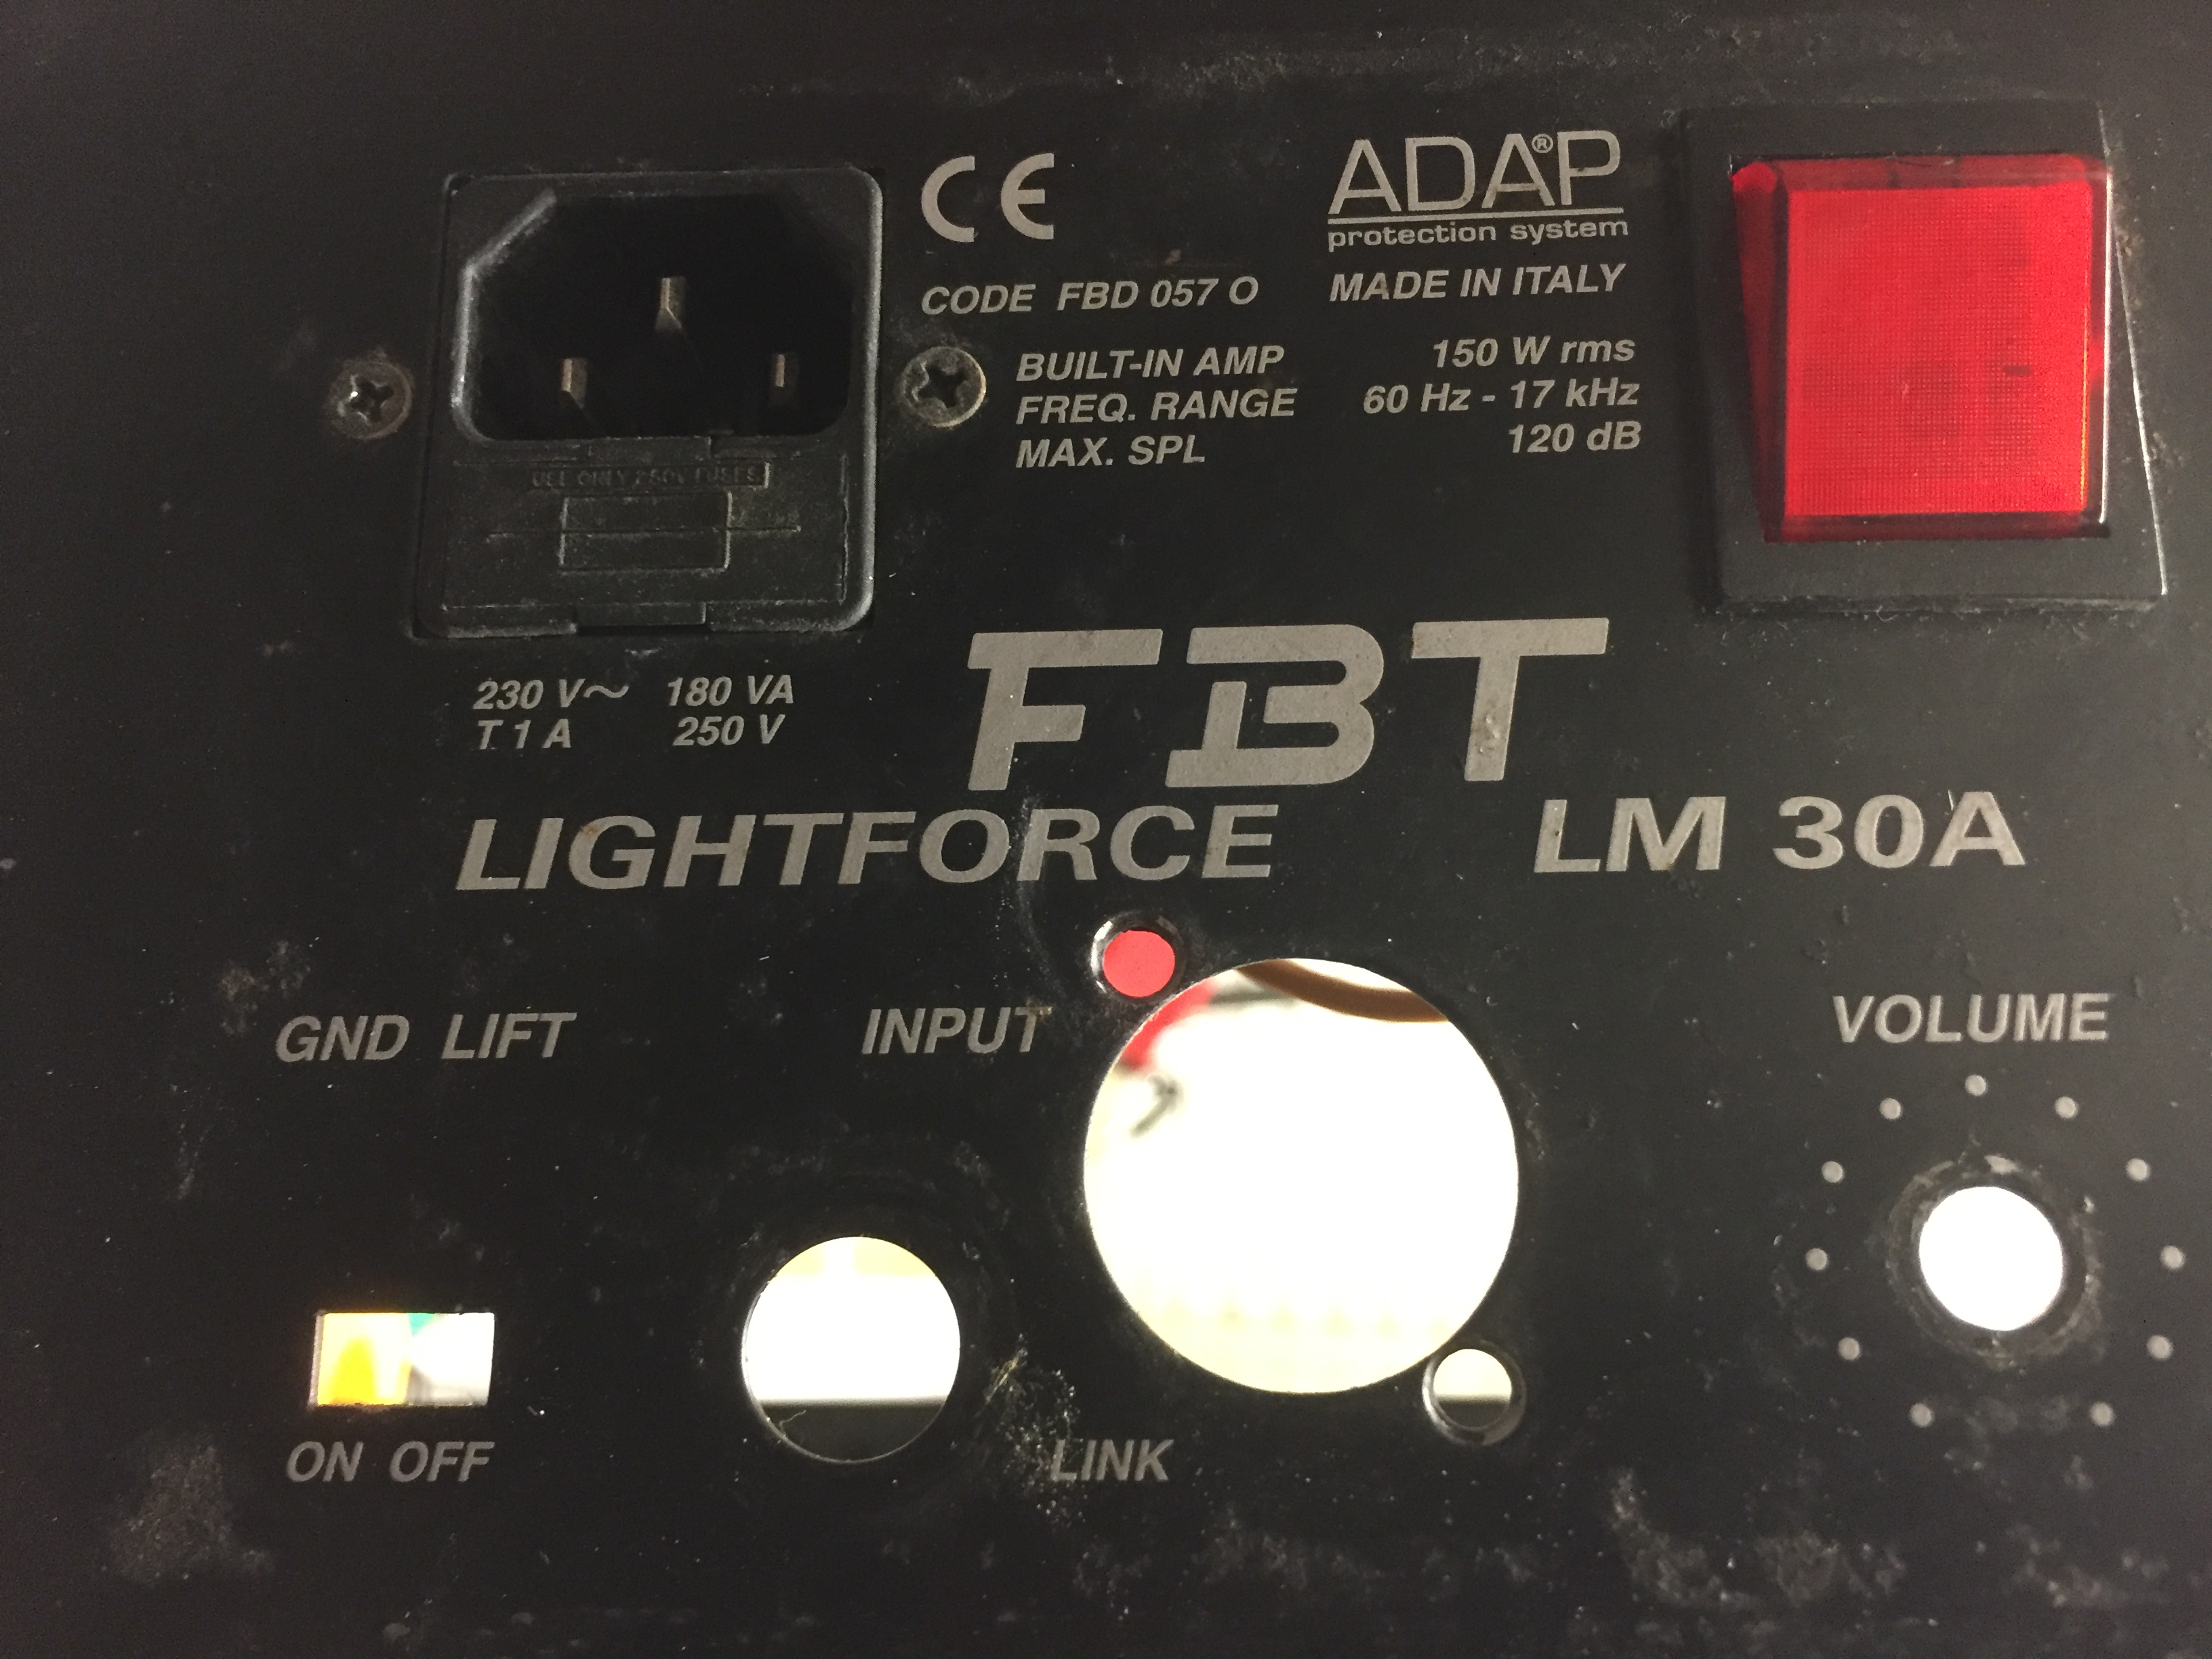 CE
ADAP®
protection system
CODE FBD 057 O
MADE IN ITALY
BUILT-IN AMP 150 W rms
FREQ. RANGE 60 Hz - 17 kHz
MAX. SPL 120 dB
USE ONLY 250V FUSES
230 V~ 180 VA
T 1 A 250 V
FBT
LIGHTFORCE LM 30A
GND LIFT
INPUT
VOLUME
ON OFF
LINK